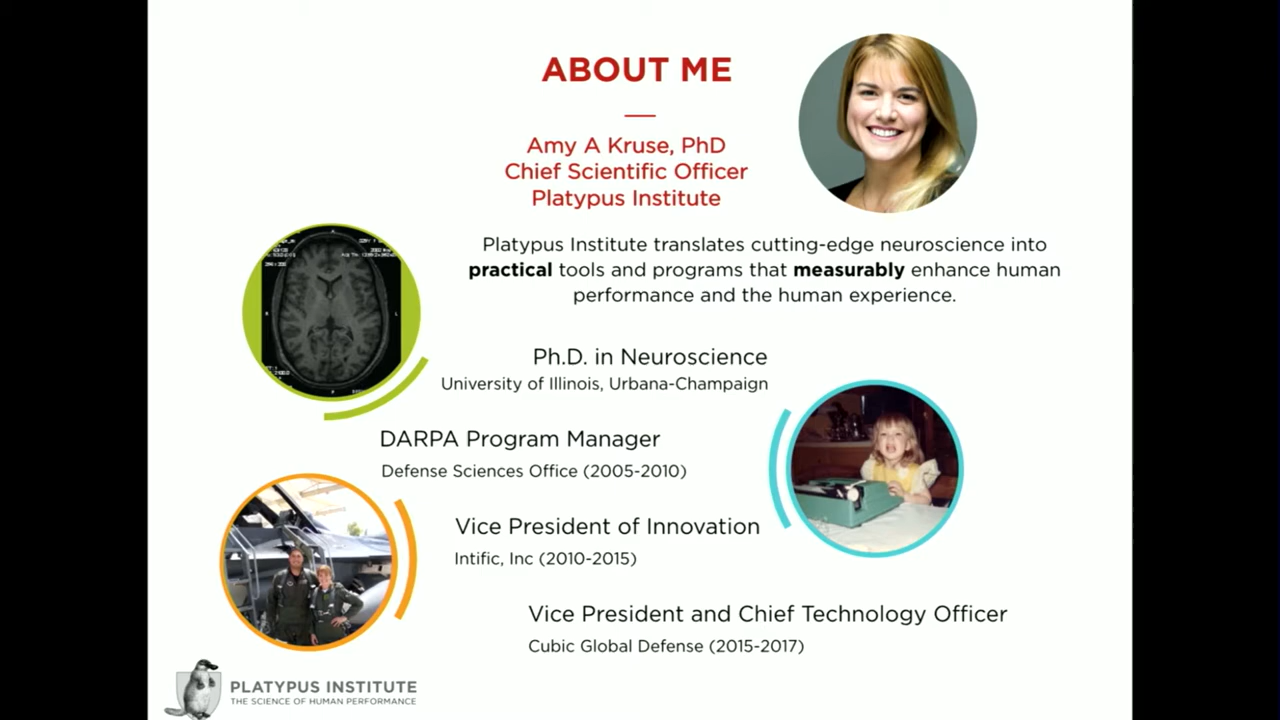 ABOUT ME
Amy A Kruse, PhD
Chief Scientific Officer
Platypus Institute
Platypus Institute translates cutting-edge neuroscience into
practical tools and programs that measurably enhance human
performance and the human experience.
Ph.D. in Neuroscience
University of Illinois, Urbana-Champaign
DARPA Program Manager
Defense Sciences Office (2005-2010)
Vice President of Innovation
Intific, Inc (2010-2015)
Vice President and Chief Technology Officer
Cubic Global Defense (2015-2017)
PLATYPUS INSTITUTE
THE SCIENCE OF HUMAN PERFORMANCE